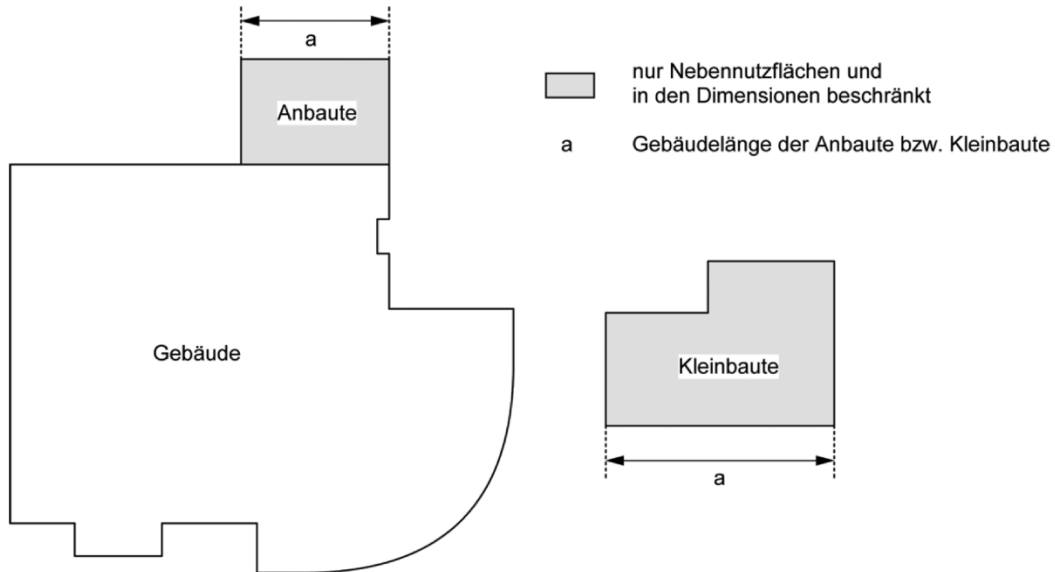 a
Anbaute
nur Nebennutzflächen und
in den Dimensionen beschränkt
a Gebäudelänge der Anbaute bzw. Kleinbaute
Gebäude
Kleinbaute
a